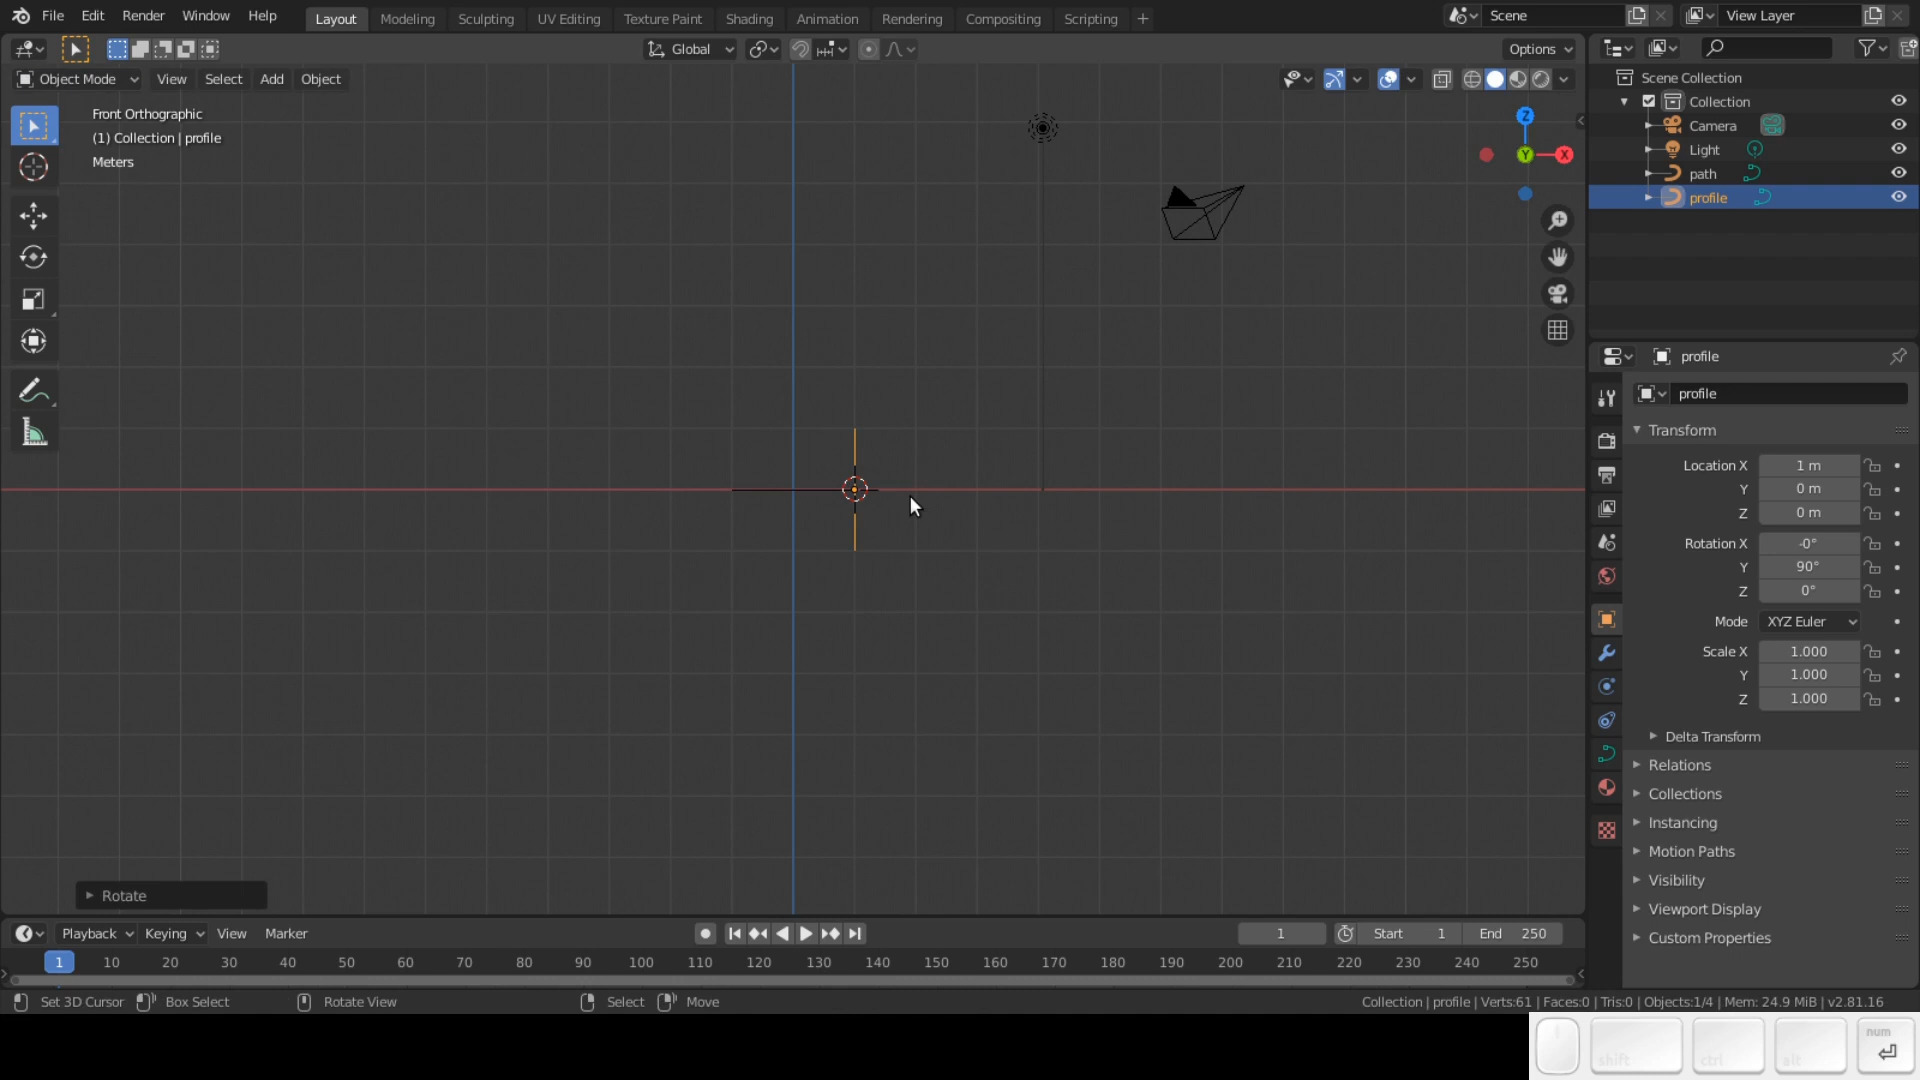 File Edit Render Window Help Layout Modeling Sculpting UV Editing Texture Paint Shading Animation Rendering Compositing Scripting + Scene View Layer
Global Options
Object Mode View Select Add Object
Front Orthographic
(1) Collection | profile
Meters
Z
Y
X
Scene Collection
Collection
Camera
Light
path
profile
profile
profile
Transform
Location X 1 m
Y 0 m
Z 0 m
Rotation X -0°
Y 90°
Z 0°
Mode XYZ Euler
Scale X 1.000
Y 1.000
Z 1.000
Delta Transform
Relations
Collections
Instancing
Motion Paths
Visibility
Viewport Display
Custom Properties
Rotate
Playback Keying View Marker 1 Start 1 End 250
1 10 20 30 40 50 60 70 80 90 100 110 120 130 140 150 160 170 180 190 200 210 220 230 240 250
Set 3D Cursor Box Select Rotate View Select Move Collection | profile | Verts:61 | Faces:0 | Tris:0 | Objects:1/4 | Mem: 24.9 MiB | v2.81.16
shift ctrl alt num